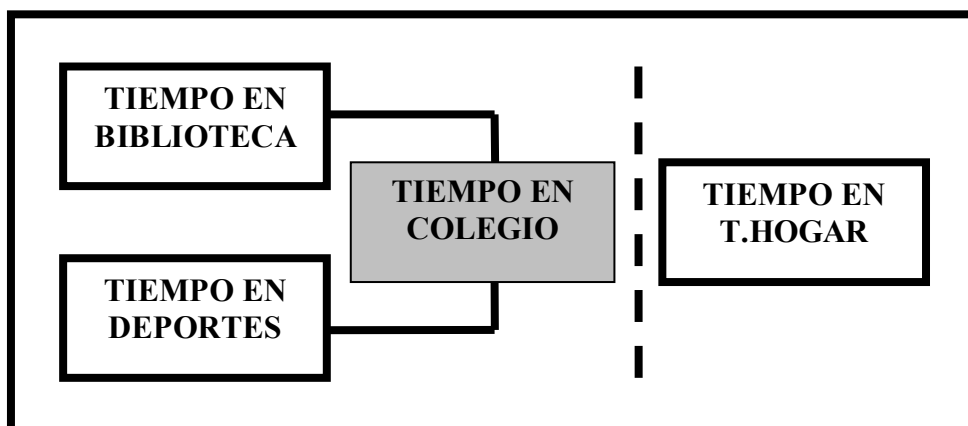 TIEMPO EN
BIBLIOTECA
TIEMPO EN
COLEGIO
TIEMPO EN
T.HOGAR
TIEMPO EN
DEPORTES